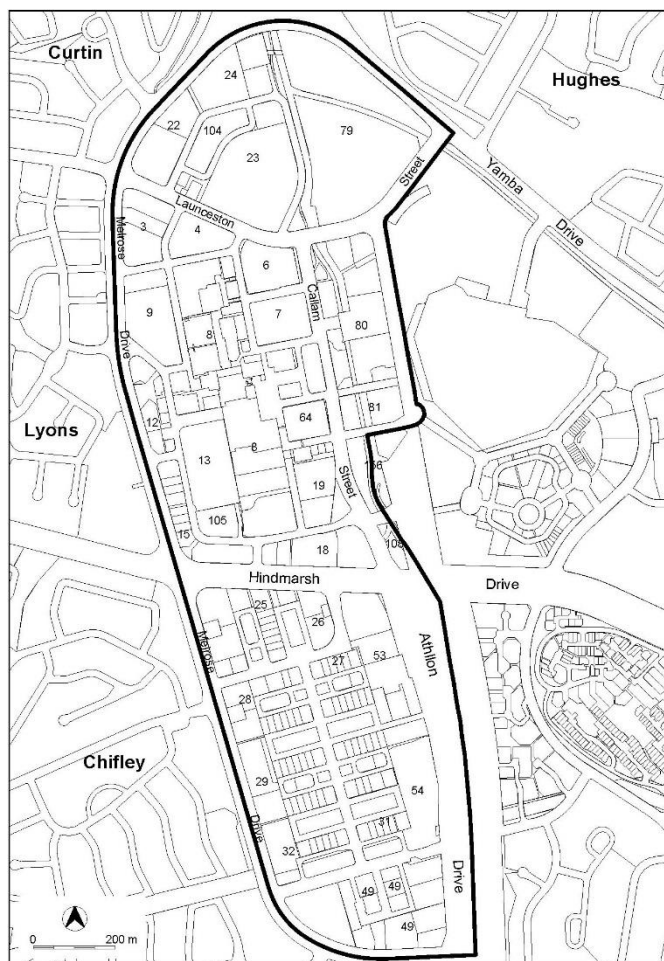 Curtin
Hughes
24
22
104
79
23
Street
Yamba
Drive
Launceston
Melrose
3
4
6
Callam
9
7
8
80
Drive
12
64
81
Lyons
8
13
19
Street
156
105
15
18
108
Hindmarsh
Drive
25
26
Athllon
Melrose
27
53
28
Chifley
29
54
Drive
31
32
49
49
Drive
49
0
200 m